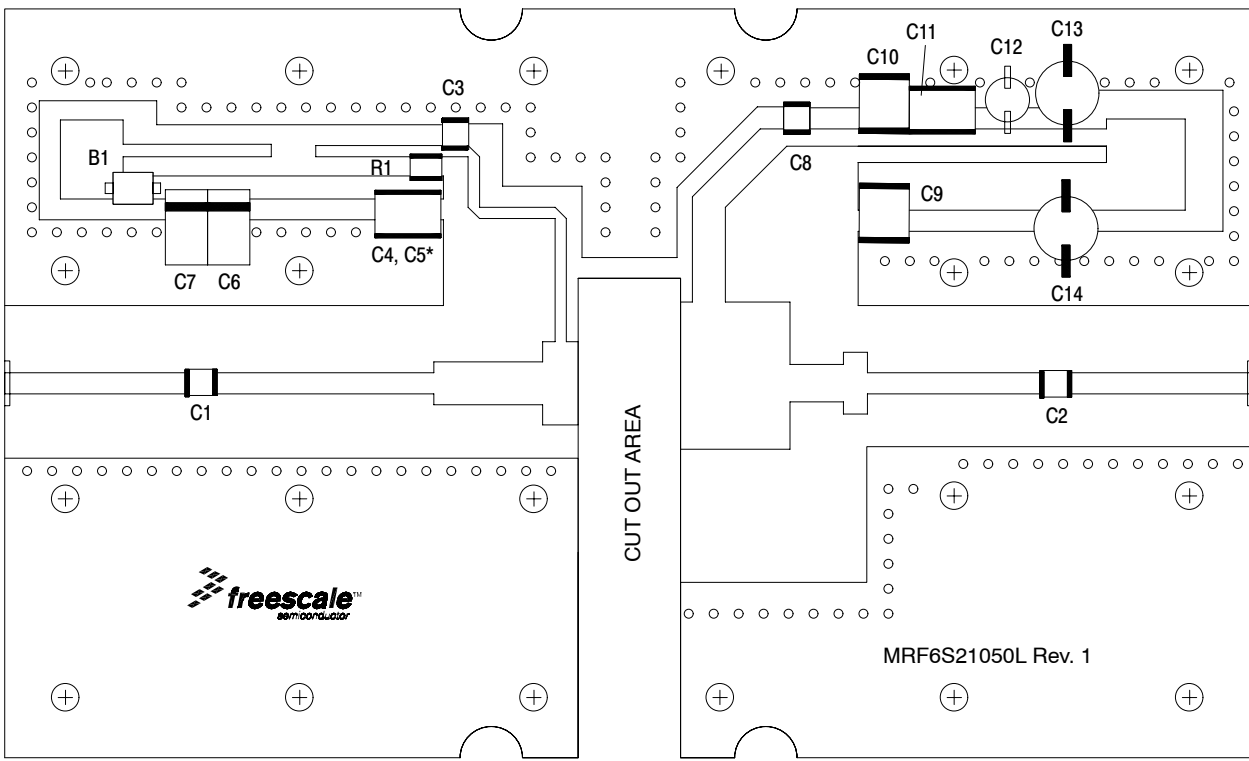 C11
C13
C10
C12
C3
B1
R1
C8
C9
C4, C5*
C7
C6
C14
C1
C2
CUT OUT AREA
freescale™
semiconductor
MRF6S21050L Rev. 1